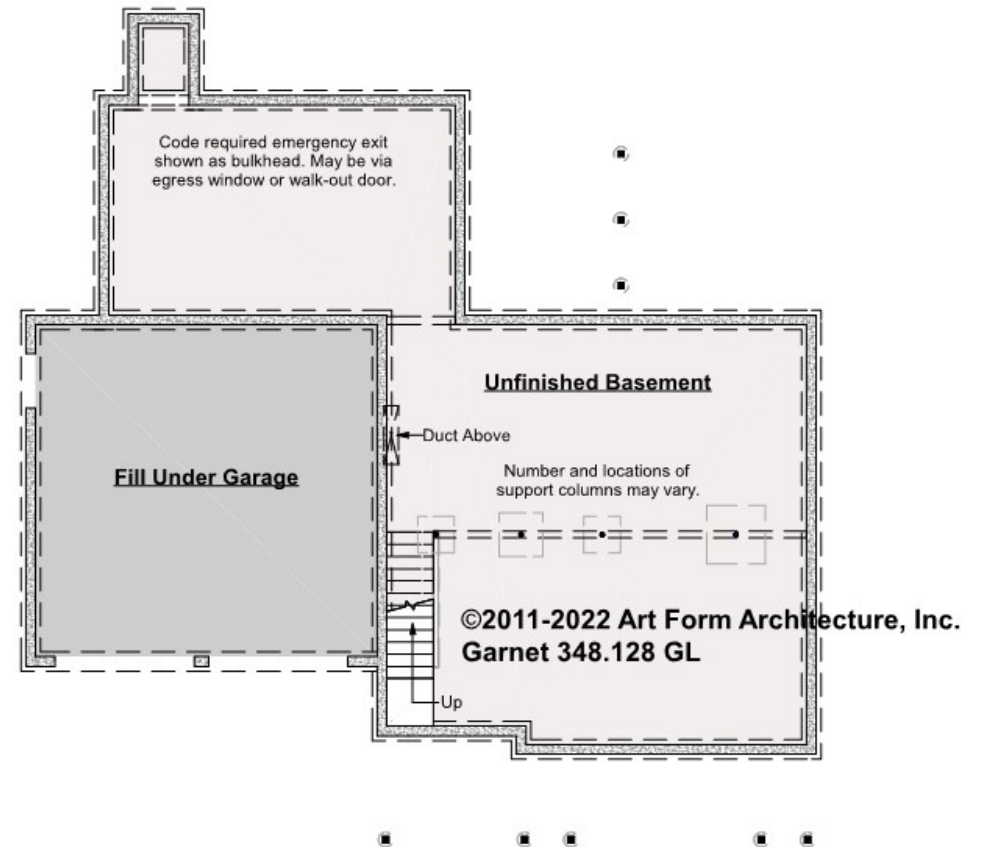 Code required emergency exit
shown as bulkhead. May be via
egress window or walk-out door.
Unfinished Basement
Duct Above
Fill Under Garage
Number and locations of
support columns may vary.
©2011-2022 Art Form Architecture, Inc.
Garnet 348.128 GL
Up